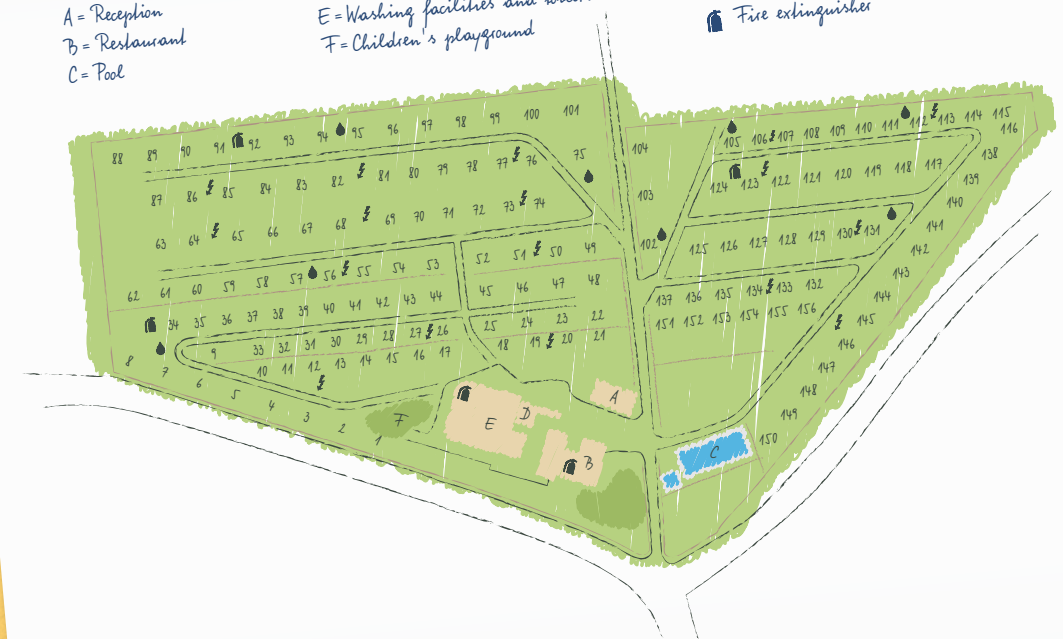 A = Reception
B = Restaurant
C = Pool
E = Washing facilities and
F = Children's playground
Fire extinguisher
88 89 90 91 92 93 94 95 96 97 98 99 100 101
87 86 85 84 83 82 81 80 79 78 77 76 75
63 64 65 66 67 68 69 70 71 72 73 74
62 61 60 59 58 57 56 55 54 53 52 51 50 49
34 35 36 37 38 39 40 41 42 43 44 45 46 47 48
9 33 32 31 30 29 28 27 26 25 24 23 22
10 11 12 13 14 15 16 17 18 19 20 21
8 7 6 5 4 3 2 1
104
103
102
105 106 107 108 109 110 111 112 113 114 115
116
124 123 122 121 120 119 118 117
125 126 127 128 129 130 131
137 136 135 134 133 132
151 152 153 154 155 156
138
139
140
141
142
143
144
145
146
147
148
149
150
A
B
C
D
E
F